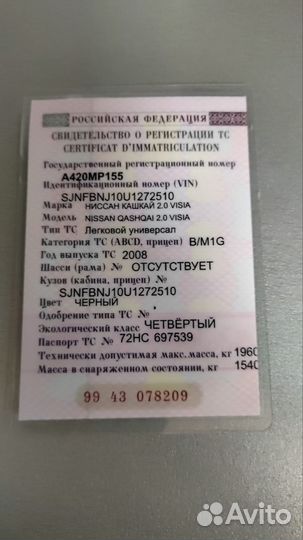 РОССИЙСКАЯ ФЕДЕРАЦИЯ
СВИДЕТЕЛЬСТВО О РЕГИСТРАЦИИ ТС
CERTIFICAT D'IMMATRICULATION
Государственный регистрационный номер
А420МР155
Идентификационный номер (VIN)
SJNFBNJ10U1272510
Марка НИССАН КАШКАЙ 2.0 VISIA
Модель NISSAN QASHQAI 2.0 VISIA
Тип ТС Легковой универсал
Категория ТС (ABCD, прицеп) B/M1G
Год выпуска ТС 2008
Шасси (рама) № ОТСУТСТВУЕТ
Кузов (кабина, прицеп) №
SJNFBNJ10U1272510
Цвет ЧЕРНЫЙ
Одобрение типа ТС №
Экологический класс ЧЕТВЁРТЫЙ
Паспорт ТС № 72НС 697539
Технически допустимая макс. масса, кг 1960
Масса в снаряженном состоянии, кг 1540
99 43 078209
Avito